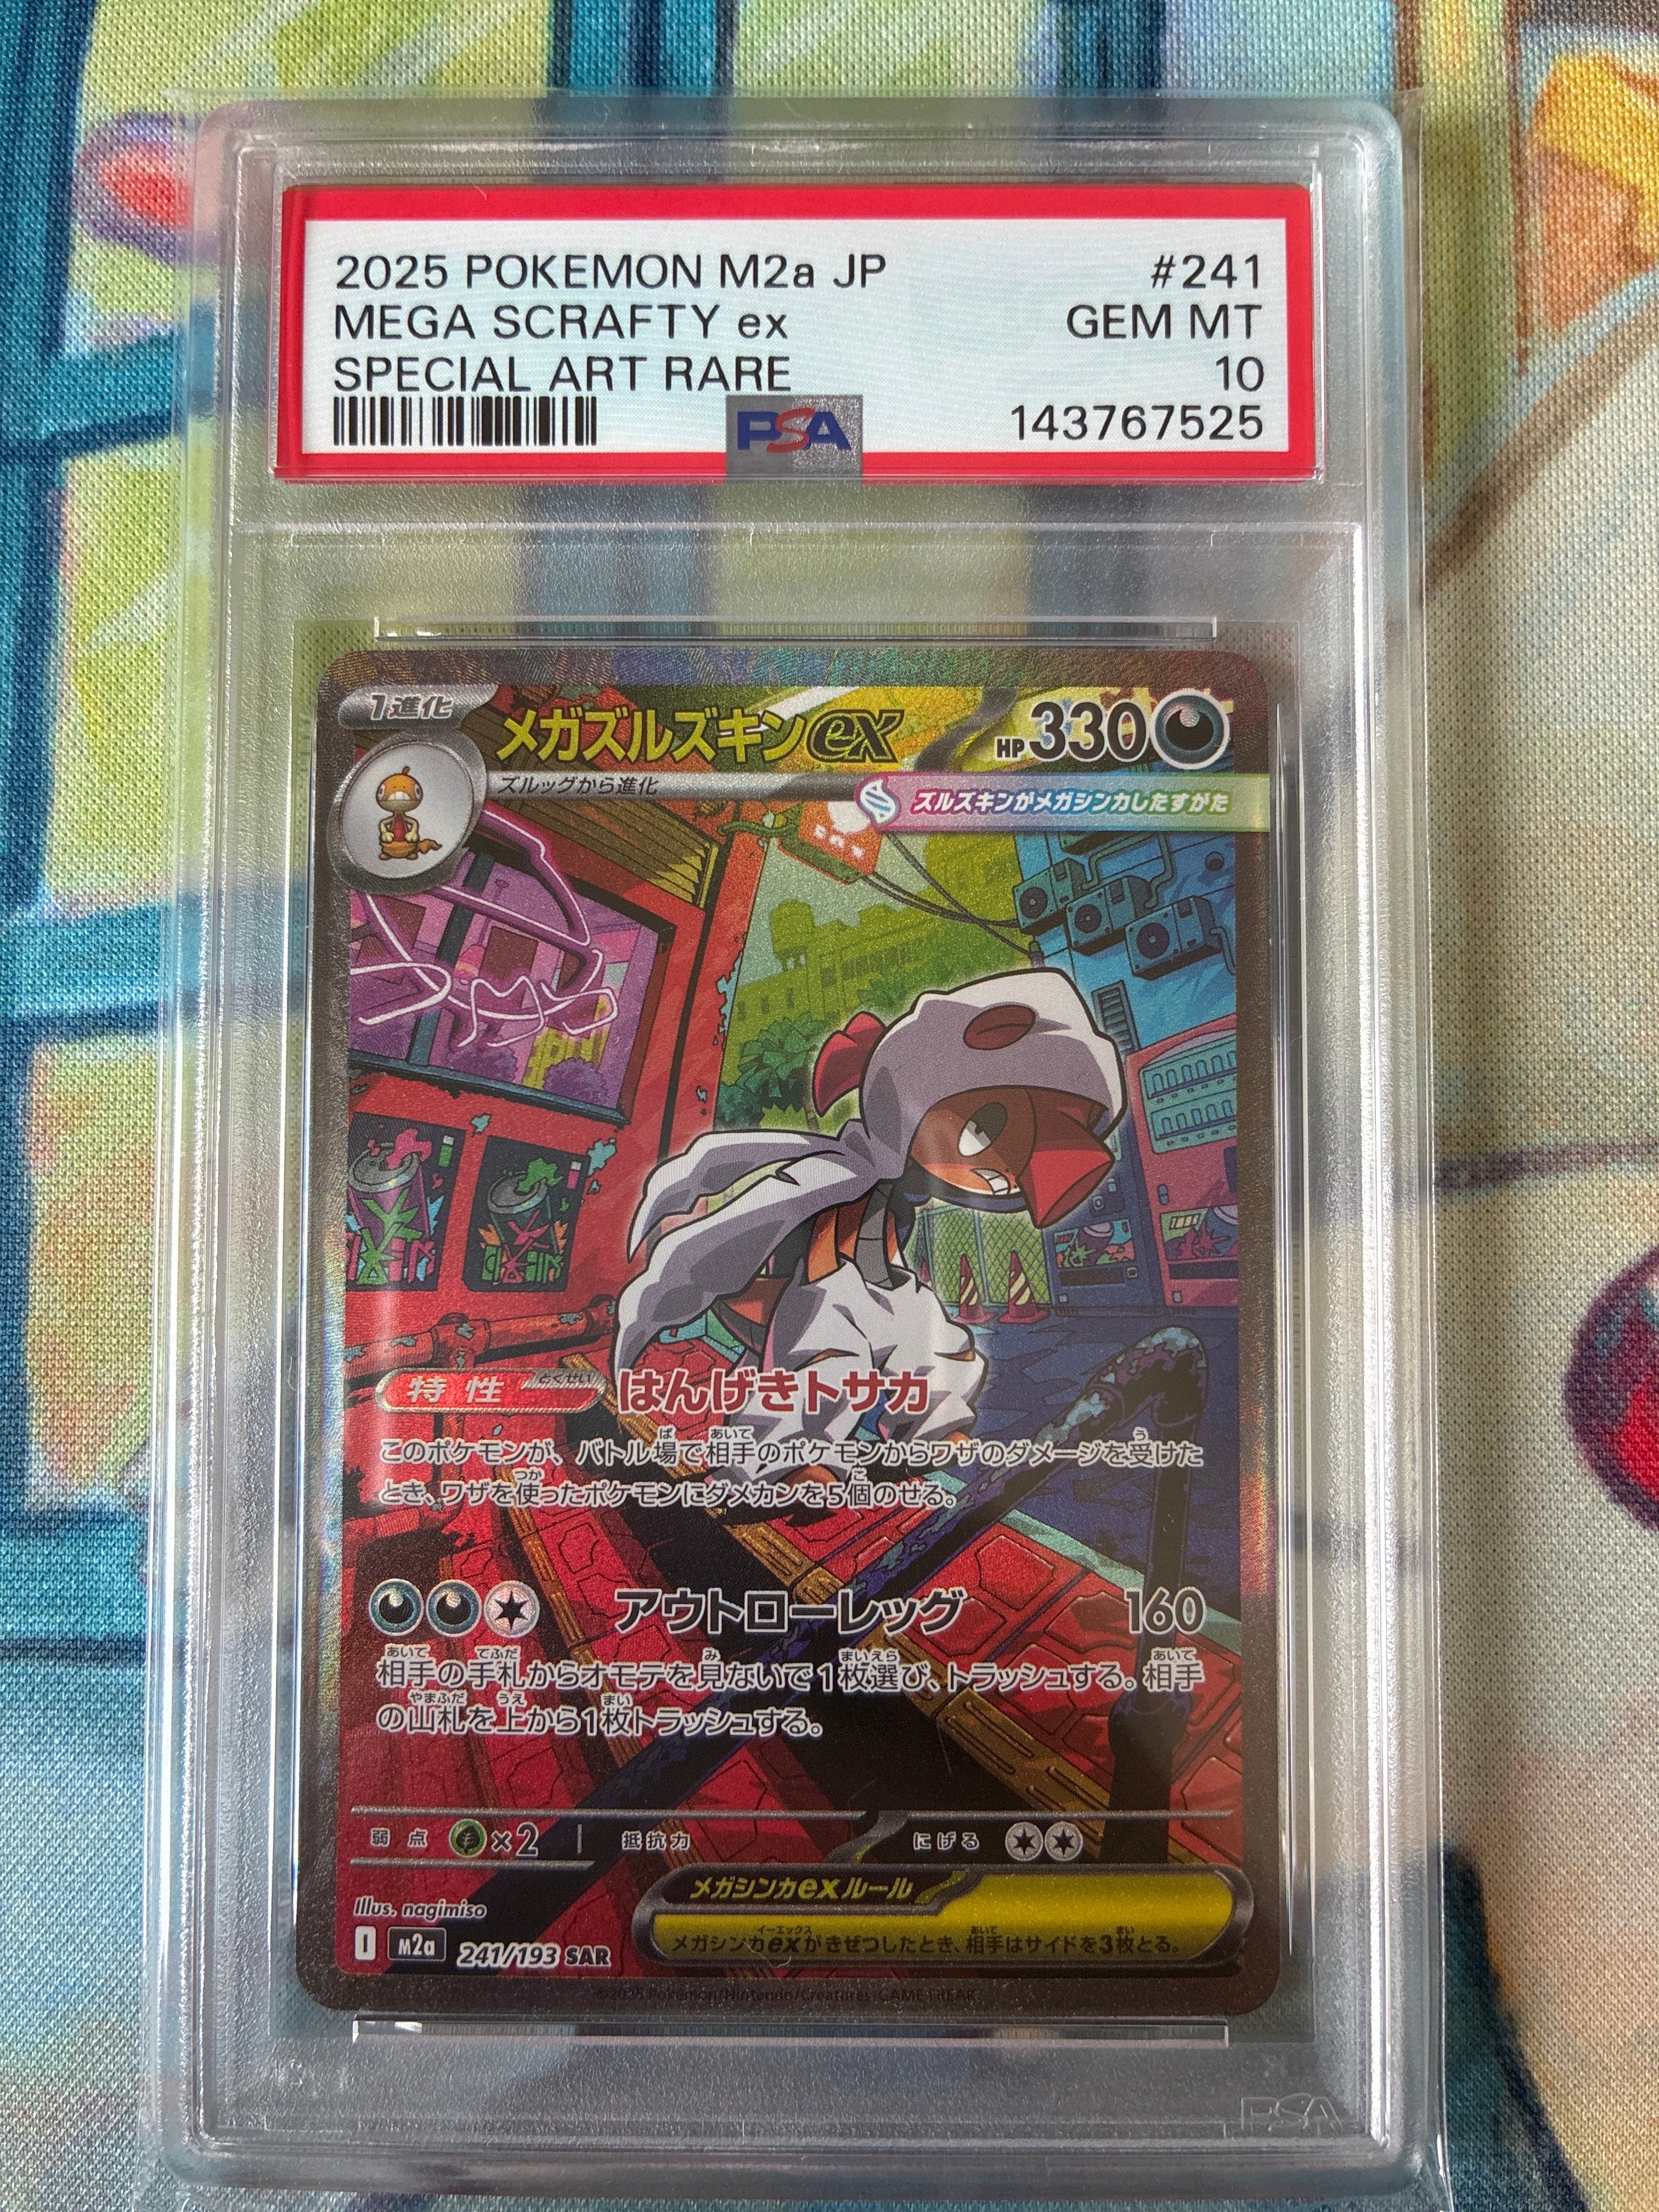 2025 POKEMON M2a JP #241
MEGA SCRAFTY ex GEM MT
SPECIAL ART RARE 10
PSA 143767525
1進化
メガズルズキンex HP330
ズルッグから進化
ズルズキンがメガシンカしたすがた
特性 とくせい はんげきトサカ
このポケモンが、バトル場で相手のポケモンからワザのダメージを受けた
とき、ワザを使ったポケモンにダメカンを5個のせる。
アウトローレッグ 160
相手の手札からオモテを見ないで1枚選び、トラッシュする。相手
の山札を上から1枚トラッシュする。
弱点 ×2 抵抗力 にげる
メガシンカexルール
メガシンカexがきぜつしたとき、相手はサイドを3枚とる。
Illus. nagimiso
I M2a 241/193 SAR
©2025 Pokémon/Nintendo/Creatures/GAME FREAK
PSA